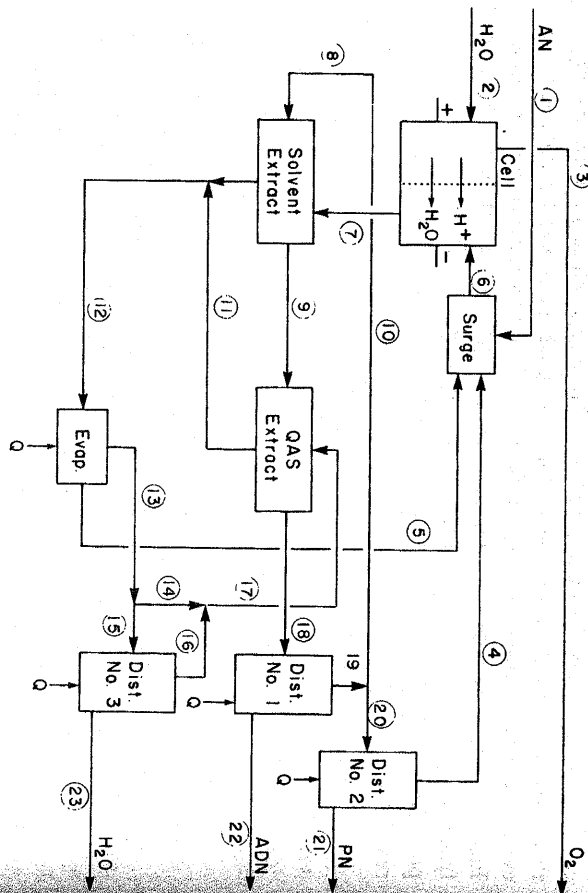 AN
①
H₂O
②
+
Cell
H⁺
H₂O
−
③
O₂
⑥
Surge
⑦
⑧
Solvent
Extract
⑨
⑩
⑪
⑫
QAS
Extract
Evap.
Q
⑬
⑤
④
⑭
⑮
⑯
⑰
⑱
19
⑳
Dist.
No. 3
Q
Dist.
No. 1
Q
Dist.
No. 2
Q
㉑
PN
㉒
ADN
㉓
H₂O